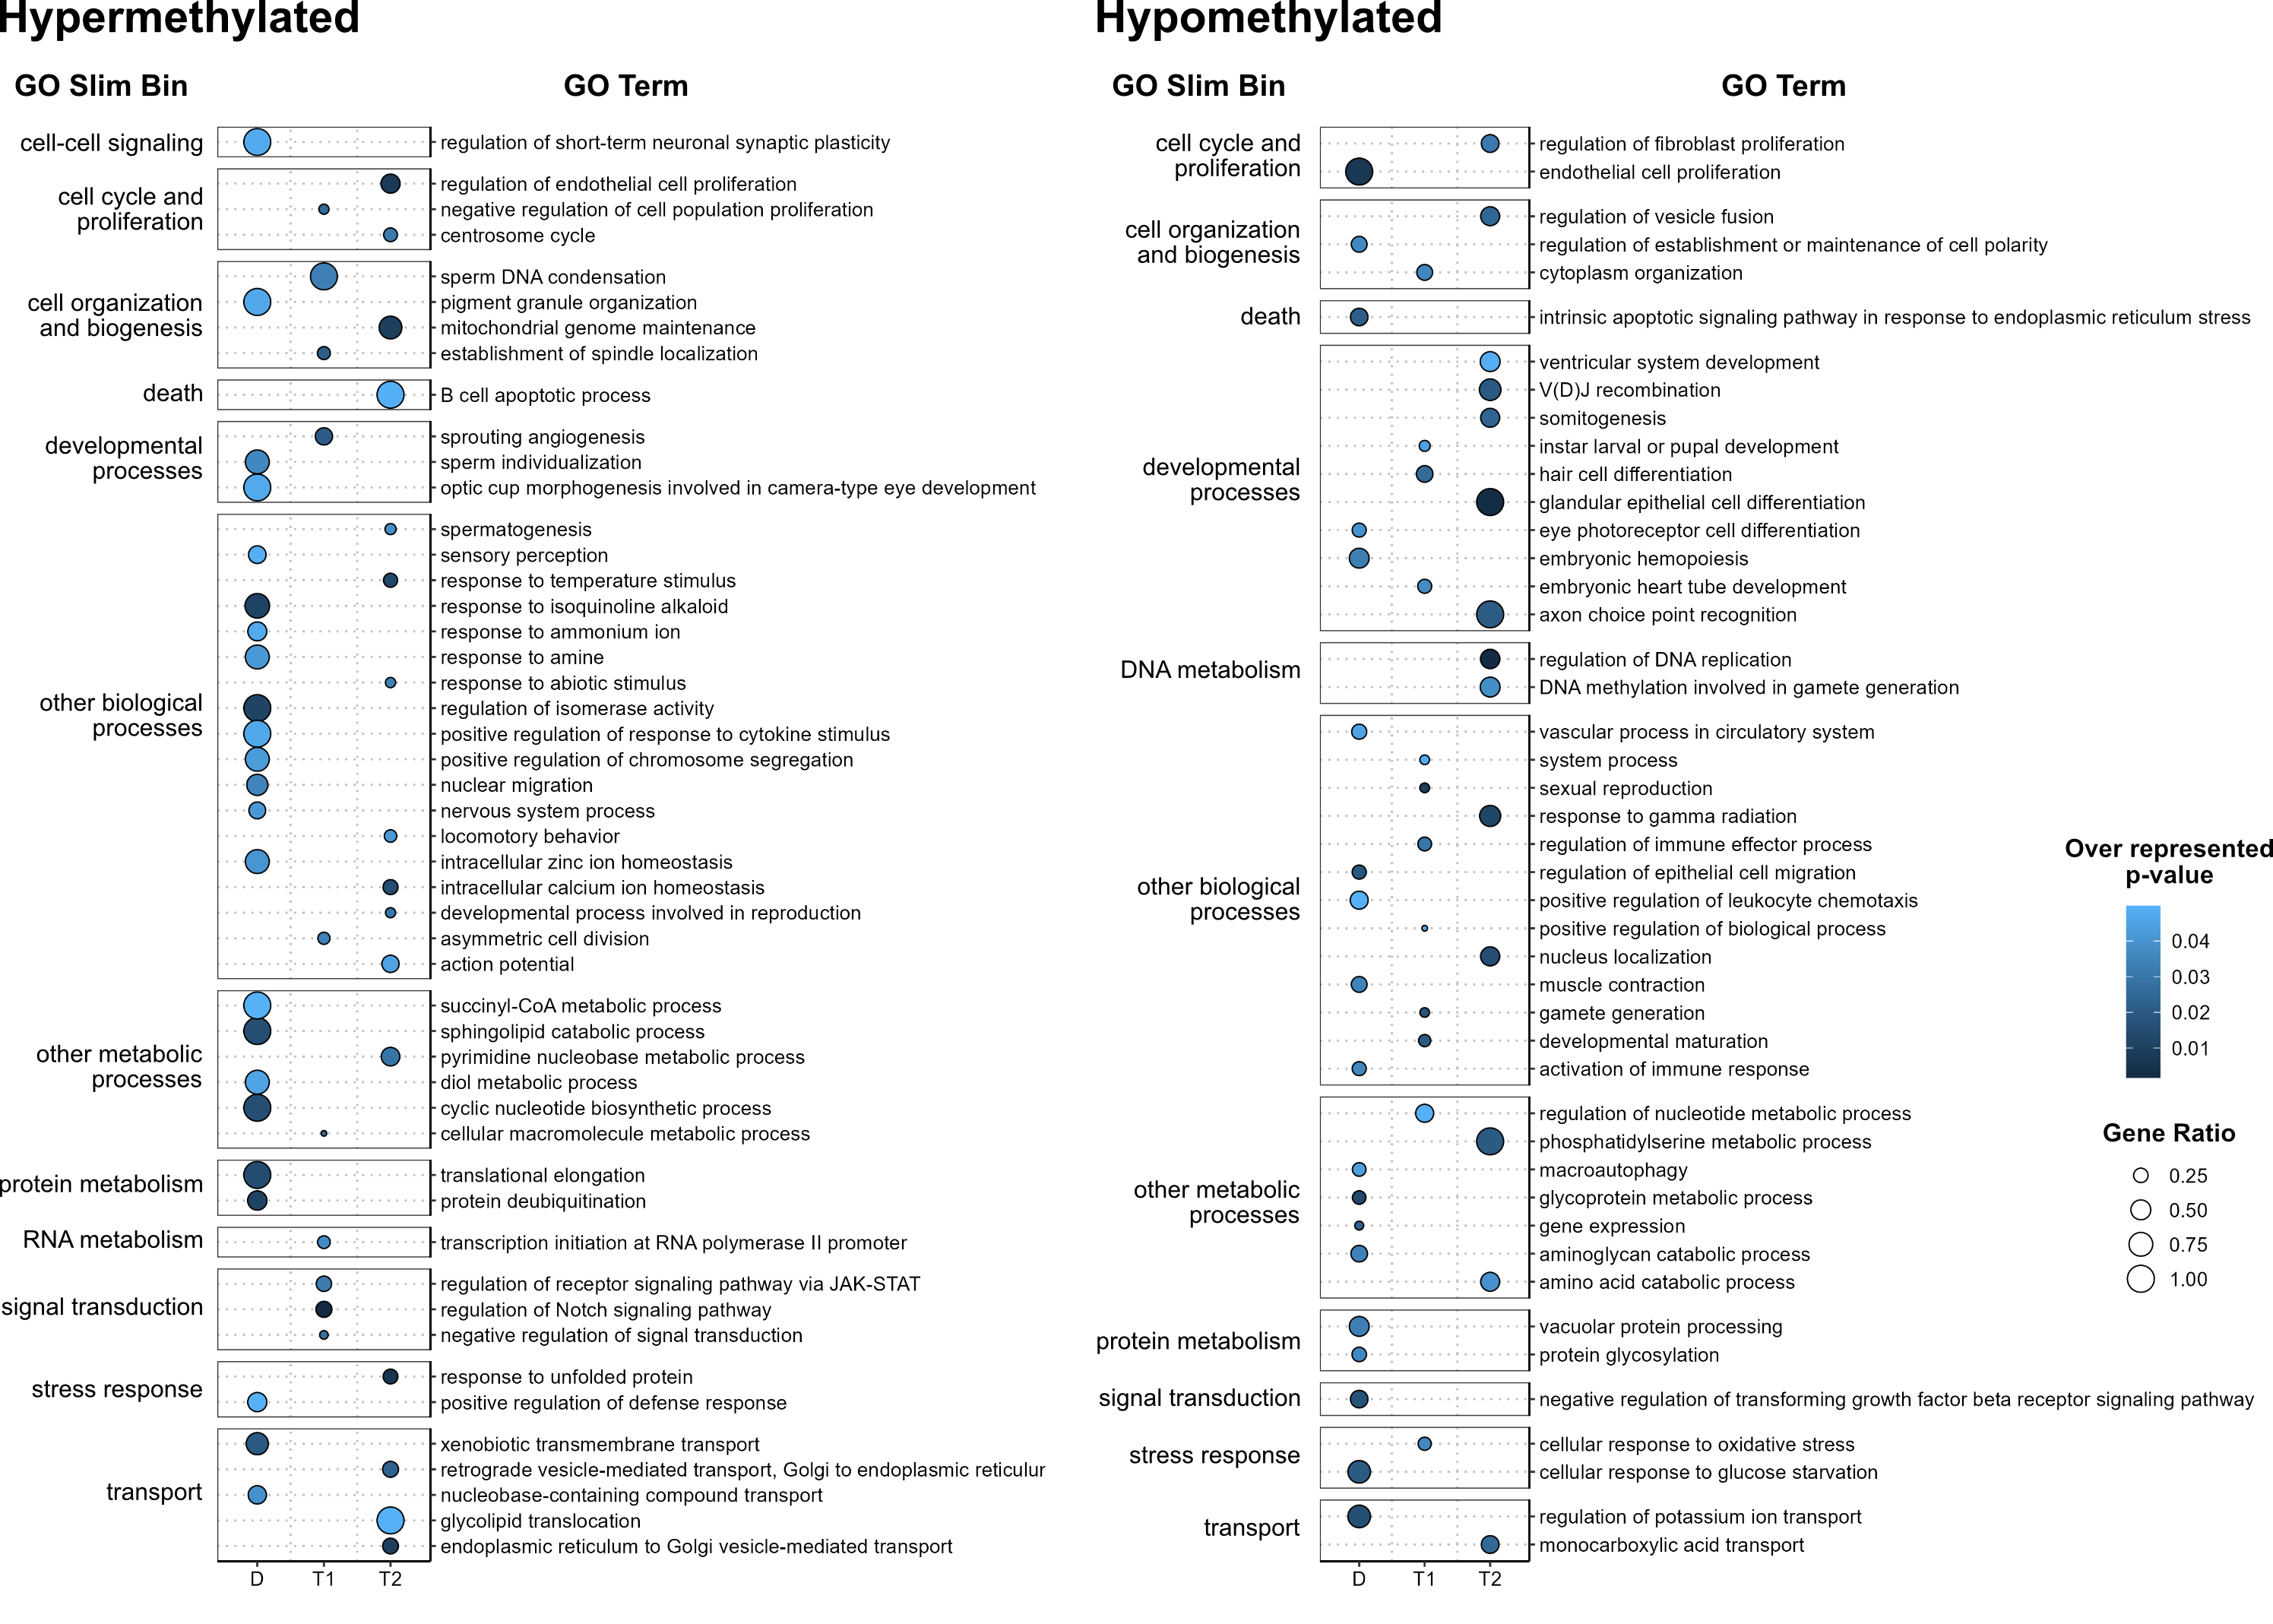 Hypermethylated
GO Slim Bin
GO Term
cell-cell signaling
regulation of short-term neuronal synaptic plasticity
cell cycle and
proliferation
regulation of endothelial cell proliferation
negative regulation of cell population proliferation
centrosome cycle
cell organization
and biogenesis
sperm DNA condensation
pigment granule organization
mitochondrial genome maintenance
establishment of spindle localization
death
B cell apoptotic process
developmental
processes
sprouting angiogenesis
sperm individualization
optic cup morphogenesis involved in camera-type eye development
other biological
processes
spermatogenesis
sensory perception
response to temperature stimulus
response to isoquinoline alkaloid
response to ammonium ion
response to amine
response to abiotic stimulus
regulation of isomerase activity
positive regulation of response to cytokine stimulus
positive regulation of chromosome segregation
nuclear migration
nervous system process
locomotory behavior
intracellular zinc ion homeostasis
intracellular calcium ion homeostasis
developmental process involved in reproduction
asymmetric cell division
action potential
other metabolic
processes
succinyl-CoA metabolic process
sphingolipid catabolic process
pyrimidine nucleobase metabolic process
diol metabolic process
cyclic nucleotide biosynthetic process
cellular macromolecule metabolic process
protein metabolism
translational elongation
protein deubiquitination
RNA metabolism
transcription initiation at RNA polymerase II promoter
signal transduction
regulation of receptor signaling pathway via JAK-STAT
regulation of Notch signaling pathway
negative regulation of signal transduction
stress response
response to unfolded protein
positive regulation of defense response
transport
xenobiotic transmembrane transport
retrograde vesicle-mediated transport, Golgi to endoplasmic reticulur
nucleobase-containing compound transport
glycolipid translocation
endoplasmic reticulum to Golgi vesicle-mediated transport
D T1 T2
Hypomethylated
GO Slim Bin
GO Term
cell cycle and
proliferation
regulation of fibroblast proliferation
endothelial cell proliferation
cell organization
and biogenesis
regulation of vesicle fusion
regulation of establishment or maintenance of cell polarity
cytoplasm organization
death
intrinsic apoptotic signaling pathway in response to endoplasmic reticulum stress
developmental
processes
ventricular system development
V(D)J recombination
somitogenesis
instar larval or pupal development
hair cell differentiation
glandular epithelial cell differentiation
eye photoreceptor cell differentiation
embryonic hemopoiesis
embryonic heart tube development
axon choice point recognition
DNA metabolism
regulation of DNA replication
DNA methylation involved in gamete generation
other biological
processes
vascular process in circulatory system
system process
sexual reproduction
response to gamma radiation
regulation of immune effector process
regulation of epithelial cell migration
positive regulation of leukocyte chemotaxis
positive regulation of biological process
nucleus localization
muscle contraction
gamete generation
developmental maturation
activation of immune response
other metabolic
processes
regulation of nucleotide metabolic process
phosphatidylserine metabolic process
macroautophagy
glycoprotein metabolic process
gene expression
aminoglycan catabolic process
amino acid catabolic process
protein metabolism
vacuolar protein processing
protein glycosylation
signal transduction
negative regulation of transforming growth factor beta receptor signaling pathway
stress response
cellular response to oxidative stress
cellular response to glucose starvation
transport
regulation of potassium ion transport
monocarboxylic acid transport
D T1 T2
Over represented
p-value
0.04
0.03
0.02
0.01
Gene Ratio
0.25
0.50
0.75
1.00